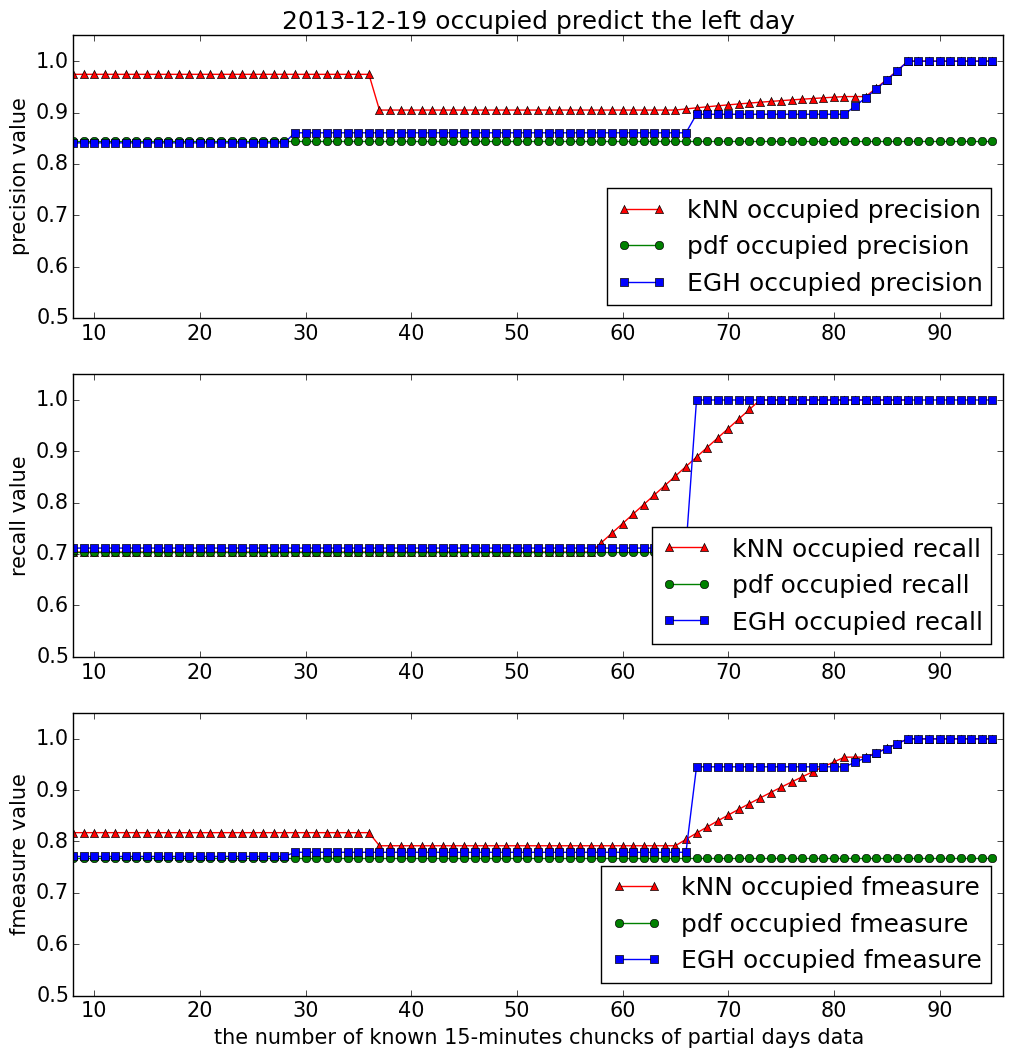 2013-12-19 occupied predict the left day
precision value
1.0
0.9
0.8
0.7
0.6
0.5
kNN occupied precision
pdf occupied precision
EGH occupied precision
10 20 30 40 50 60 70 80 90
recall value
1.0
0.9
0.8
0.7
0.6
0.5
kNN occupied recall
pdf occupied recall
EGH occupied recall
10 20 30 40 50 60 70 80 90
fmeasure value
1.0
0.9
0.8
0.7
0.6
0.5
kNN occupied fmeasure
pdf occupied fmeasure
EGH occupied fmeasure
10 20 30 40 50 60 70 80 90
the number of known 15-minutes chuncks of partial days data